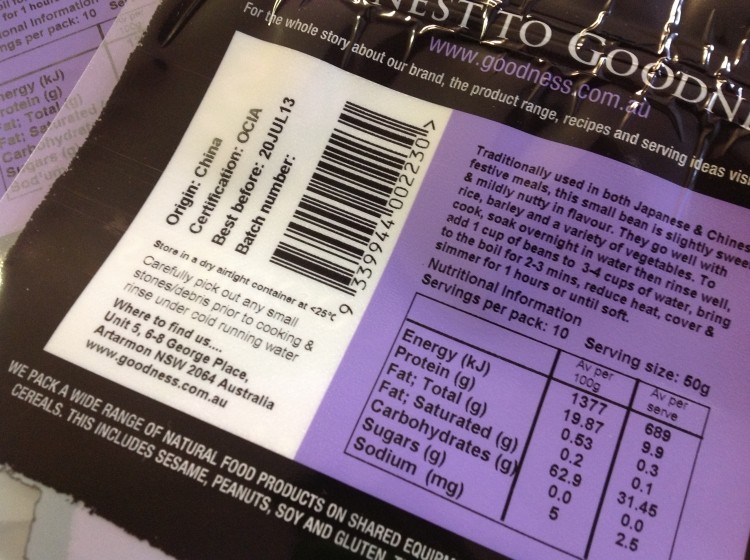 NEST TO GOODN
www.goodness.com.au
For the whole story about our brand, the product range, recipes and serving ideas visi
Origin: China
Certification: OCIA
Best before: 20JUL13
Batch number:
9 339944 002230 >
Store in a dry airtight container at <25°C
Carefully pick out any small
stones/debris prior to cooking &
rinse under cold running water
Where to find us....
Unit 5, 6-8 George Place,
Artarmon NSW 2064 Australia
www.goodness.com.au
Traditionally used in both Japanese & Chines
festive meals, this small bean is slightly swee
& mildly nutty in flavour. They go well with
rice, barley and a variety of vegetables. To
cook, soak overnight in water then rinse well,
add 1 cup of beans to 3-4 cups of water, bring
to the boil for 2-3 mins, reduce heat, cover &
simmer for 1 hours or until soft.
Nutritional Information
Servings per pack: 10 Serving size: 50g
Av per 100g Av per serve
Energy (kJ) 1377 689
Protein (g) 19.87 9.9
Fat; Total (g) 0.53 0.3
Fat; Saturated (g) 0.2 0.1
Carbohydrates (g) 62.9 31.45
Sugars (g) 0.0 0.0
Sodium (mg) 5 2.5
WE PACK A WIDE RANGE OF NATURAL FOOD PRODUCTS ON SHARED EQUIPM
CEREALS. THIS INCLUDES SESAME, PEANUTS, SOY AND GLUTEN.
for 1 hours
onal Information
ngs per pack: 10
nergy (kJ)
rotein (g)
Fat; Total (g)
Fat; Saturated
Carbohydrat
Sugars (g)